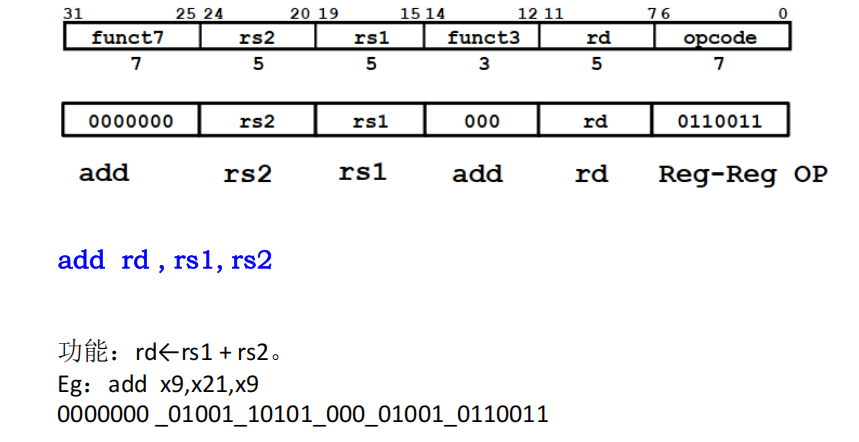 31 25 24 20 19 15 14 12 11 7 6 0
funct7 rs2 rs1 funct3 rd opcode
7 5 5 3 5 7
0000000 rs2 rs1 000 rd 0110011
add rs2 rs1 add rd Reg-Reg OP
add rd , rs1, rs2
功能：rd←rs1 + rs2。
Eg：add x9,x21,x9
0000000 _01001_10101_000_01001_0110011